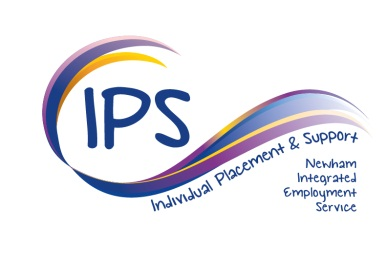 IPS
Individual Placement & Support
Newham
Integrated
Employment
Service